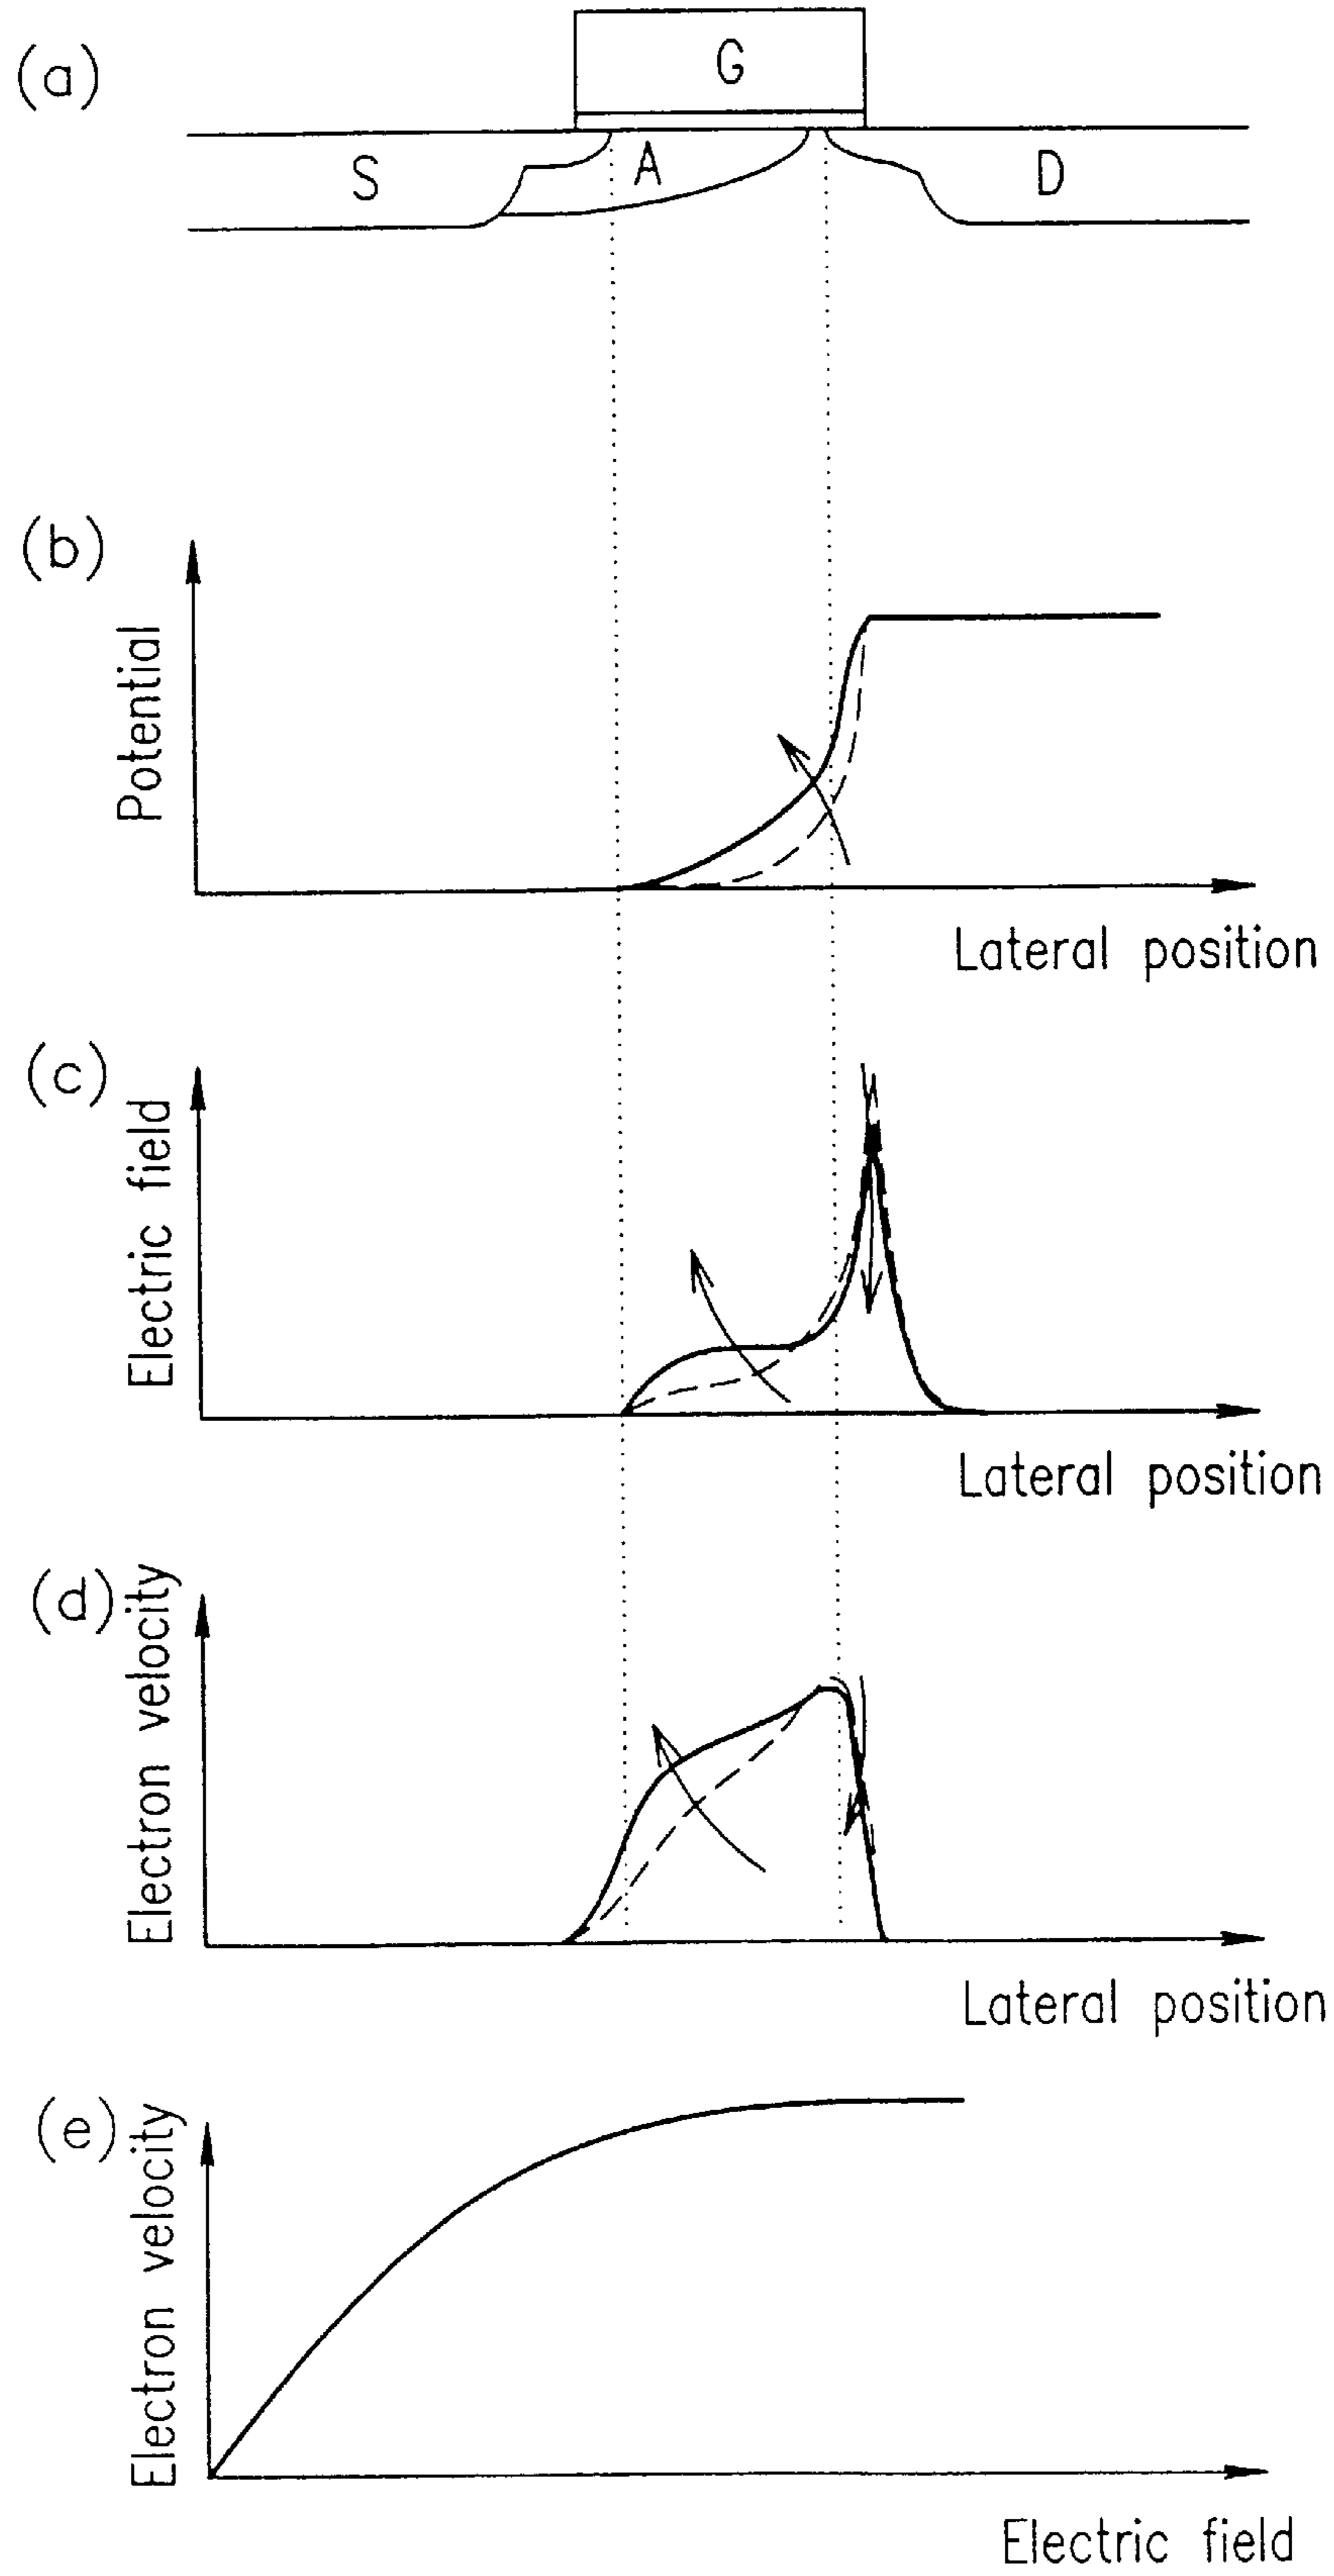 (a)
G
S
A
D
(b)
Potential
Lateral position
(c)
Electric field
Lateral position
(d)
Electron velocity
Lateral position
(e)
Electron velocity
Electric field